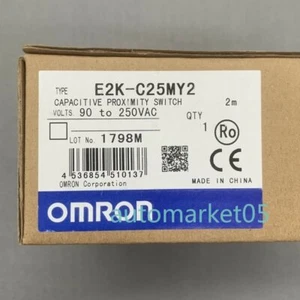 TYPE E2K-C25MY2
CAPACITIVE PROXIMITY SWITCH 2m
VOLTS 90 to 250VAC QTY
1 Ro
LOT No. 1798M
4 536854 510137
OMRON Corporation MADE IN CHINA
OMRON
automarket05